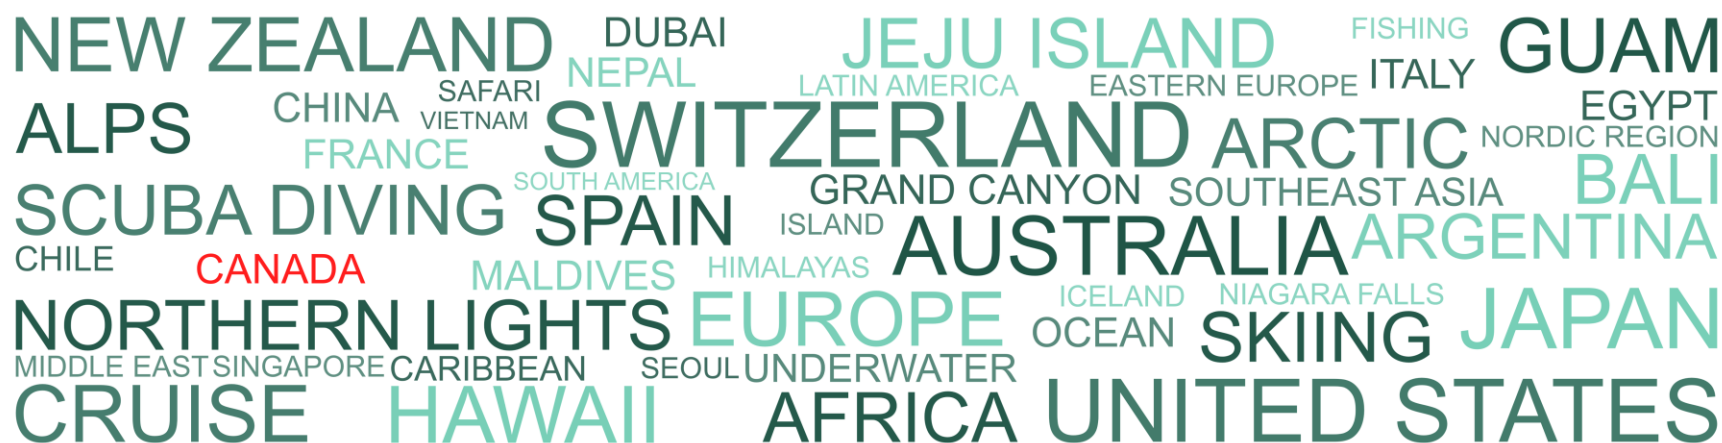 NEW ZEALAND
DUBAI
JEJU ISLAND
FISHING
GUAM
NEPAL
LATIN AMERICA
EASTERN EUROPE
ITALY
ALPS
CHINA
SAFARI
VIETNAM
SWITZERLAND
ARCTIC
EGYPT
NORDIC REGION
FRANCE
SOUTH AMERICA
GRAND CANYON
SOUTHEAST ASIA
BALI
SCUBA DIVING
SPAIN
ISLAND
AUSTRALIA
ARGENTINA
CHILE
CANADA
MALDIVES
HIMALAYAS
NORTHERN LIGHTS
EUROPE
ICELAND
NIAGARA FALLS
JAPAN
OCEAN
SKIING
MIDDLE EAST
SINGAPORE
CARIBBEAN
SEOUL
UNDERWATER
CRUISE
HAWAII
AFRICA
UNITED STATES